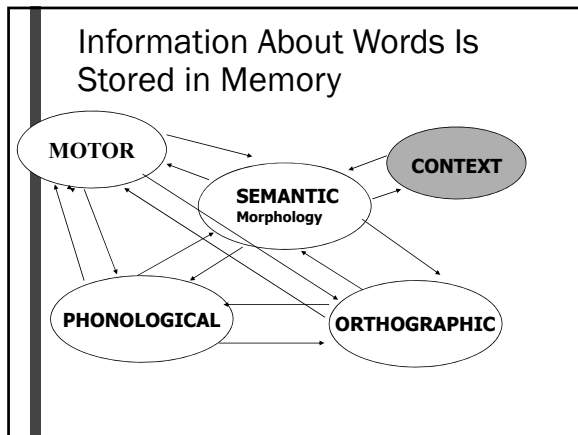 Information About Words Is
Stored in Memory
MOTOR
CONTEXT
SEMANTIC
Morphology
PHONOLOGICAL
ORTHOGRAPHIC